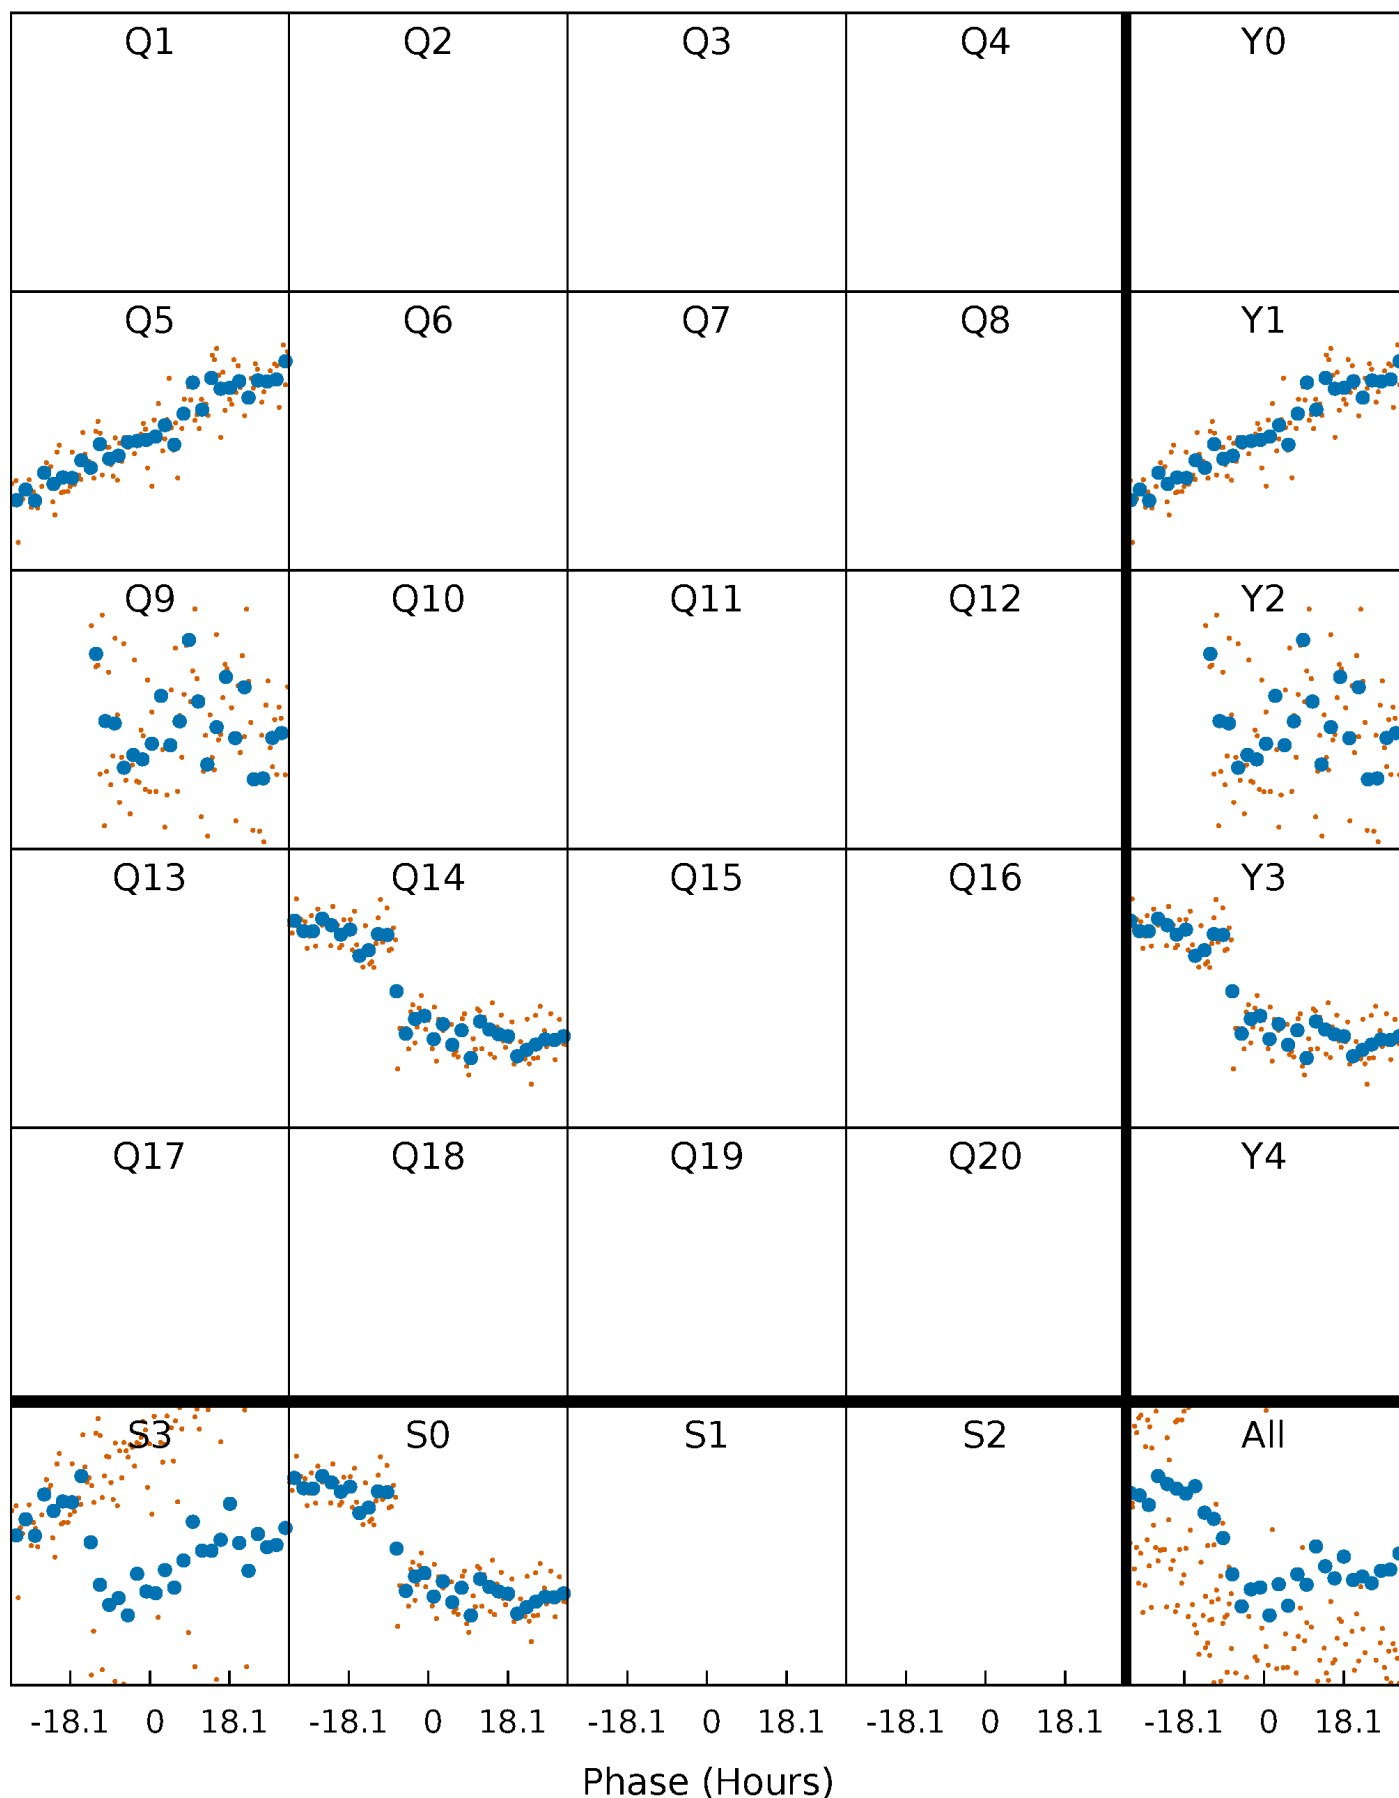 Q1 Q2 Q3 Q4 Y0
Q5 Q6 Q7 Q8 Y1
Q9 Q10 Q11 Q12 Y2
Q13 Q14 Q15 Q16 Y3
Q17 Q18 Q19 Q20 Y4
S3 S0 S1 S2 All
-18.1 0 18.1 -18.1 0 18.1 -18.1 0 18.1 -18.1 0 18.1 -18.1 0 18.1
Phase (Hours)